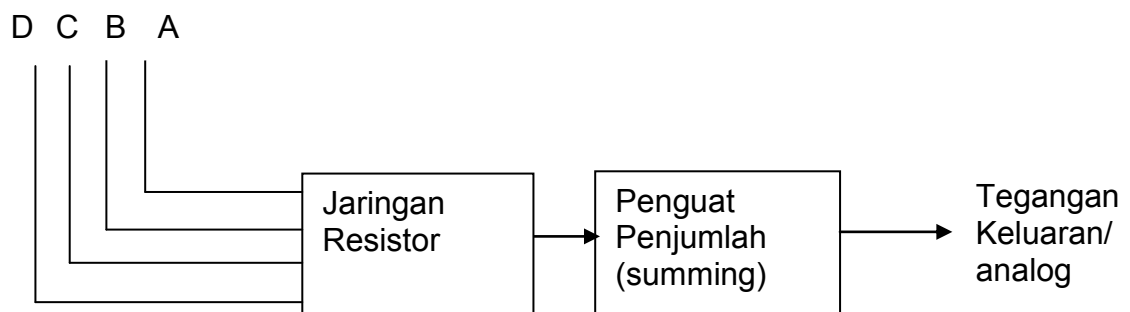 D C B A
Jaringan
Resistor
Penguat
Penjumlah
(summing)
Tegangan
Keluaran/
analog